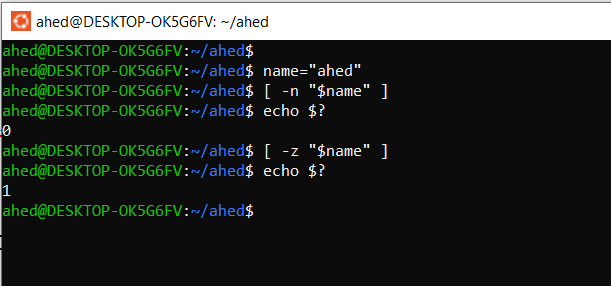 ahed@DESKTOP-OK5G6FV: ~/ahed
ahed@DESKTOP-OK5G6FV:~/ahed$
ahed@DESKTOP-OK5G6FV:~/ahed$ name="ahed"
ahed@DESKTOP-OK5G6FV:~/ahed$ [ -n "$name" ]
ahed@DESKTOP-OK5G6FV:~/ahed$ echo $?
0
ahed@DESKTOP-OK5G6FV:~/ahed$ [ -z "$name" ]
ahed@DESKTOP-OK5G6FV:~/ahed$ echo $?
1
ahed@DESKTOP-OK5G6FV:~/ahed$